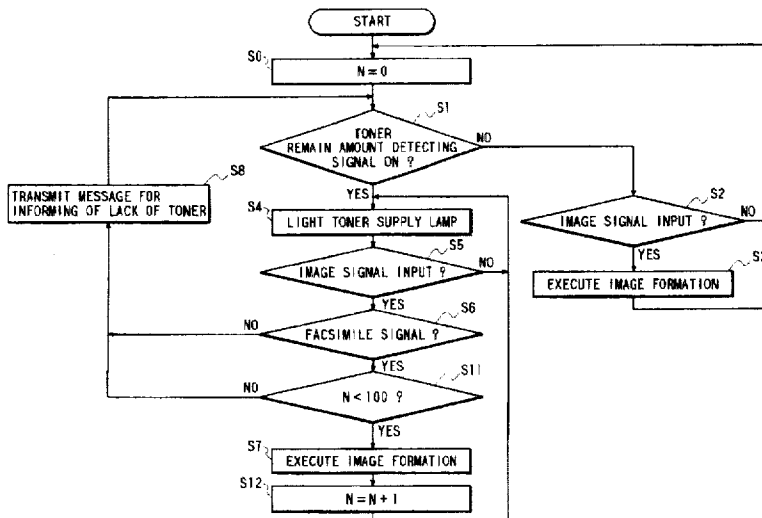 START
S0
N=0
S1
TONER
REMAIN AMOUNT DETECTING
SIGNAL ON ?
NO
YES
S8
TRANSMIT MESSAGE FOR
INFORMING OF LACK OF TONER
S4
LIGHT TONER SUPPLY LAMP
S2
IMAGE SIGNAL INPUT ?
NO
YES
EXECUTE IMAGE FORMATION
S5
IMAGE SIGNAL INPUT ?
NO
YES
S6
FACSIMILE SIGNAL ?
NO
YES
S11
N<100 ?
NO
YES
S7
EXECUTE IMAGE FORMATION
S12
N=N+1